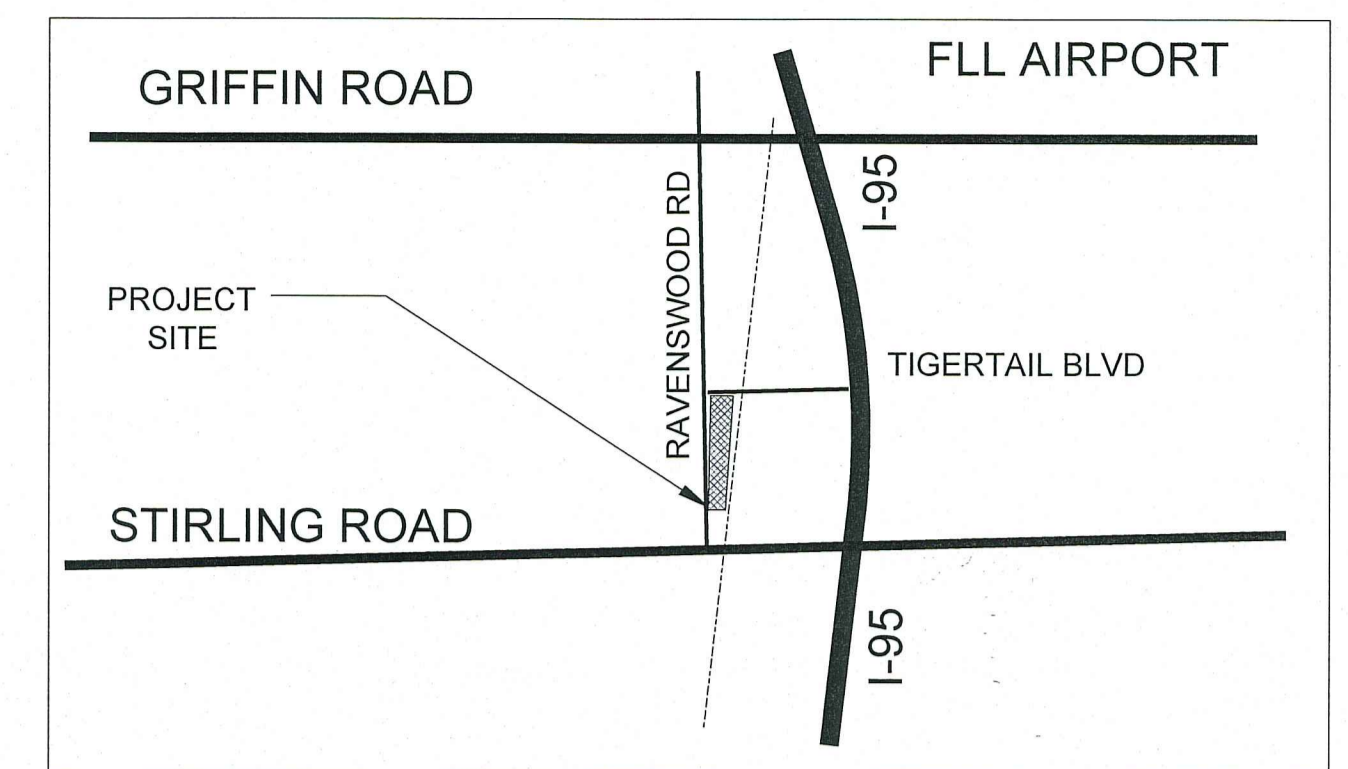 GRIFFIN ROAD
FLL AIRPORT
I-95
RAVENSWOOD RD
PROJECT
SITE
TIGERTAIL BLVD
STIRLING ROAD
I-95